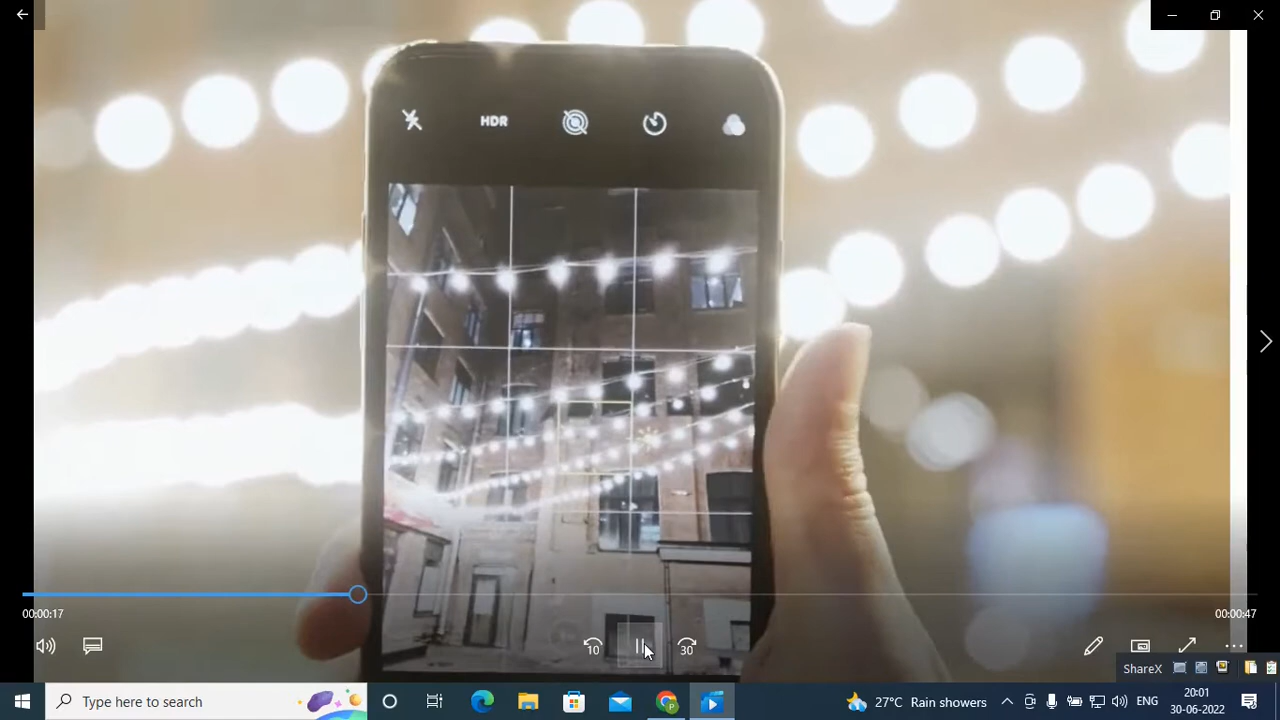 HDR
00:00:17
00:00:47
10
30
ShareX
Type here to search
27°C Rain showers
ENG
20:01
30-06-2022